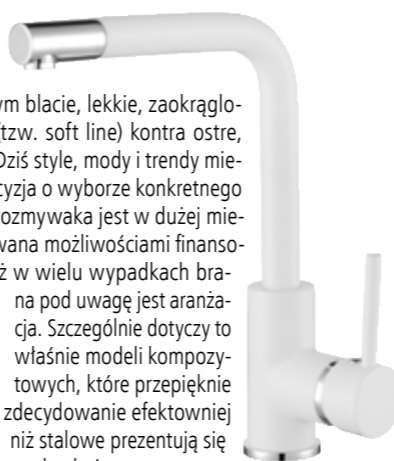 ym blacie, lekkie, zaokrąglo-
(tzw. soft line) kontra ostre,
Dziś style, mody i trendy mie-
cyzja o wyborze konkretnego
ozmywaka jest w dużej mie-
wana możliwościami finanso-
ż w wielu wypadkach bra-
na pod uwagę jest aranża-
cja. Szczególnie dotyczy to
właśnie modeli kompozy-
towych, które przepięknie
zdecydowanie efektowniej
niż stalowe prezentują się